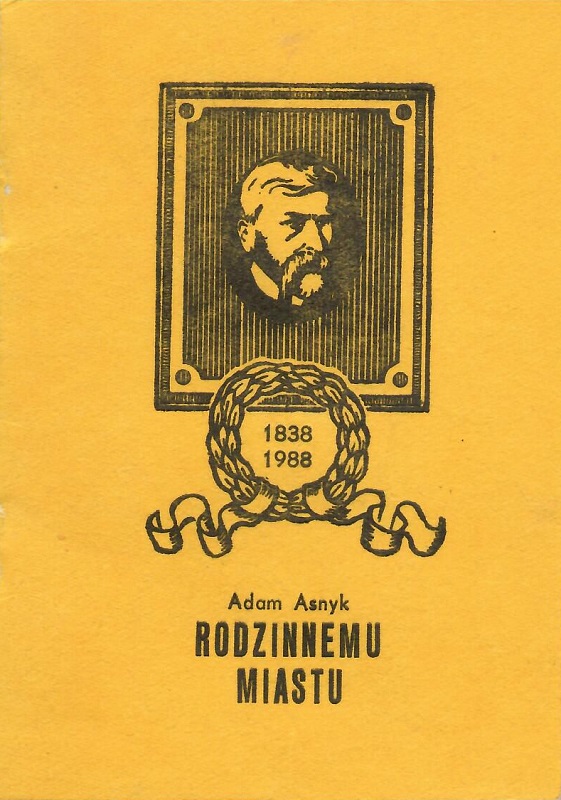 1838
1988
Adam Asnyk
RODZINNEMU
MIASTU